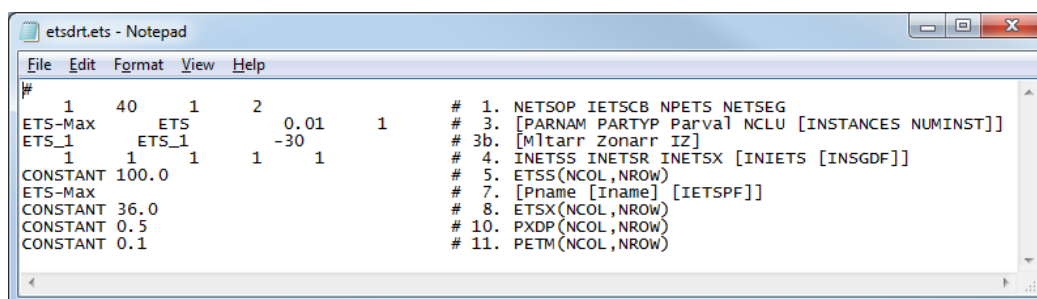 etsdrt.ets - Notepad
File Edit Format View Help
#
1 40 1 2 # 1. NETSOP IETSCB NPETS NETSEG
ETS-Max ETS 0.01 1 # 3. [PARNAM PARTYP Parval NCLU [INSTANCES NUMINST]]
ETS_1 ETS_1 -30 # 3b. [Mltarr Zonarr IZ]
1 1 1 1 1 # 4. INETSS INETSR INETSX [INIETS [INSGDF]]
CONSTANT 100.0 # 5. ETSS(NCOL,NROW)
ETS-Max # 7. [Pname [Iname] [IETSPF]]
CONSTANT 36.0 # 8. ETSX(NCOL,NROW)
CONSTANT 0.5 # 10. PXDP(NCOL,NROW)
CONSTANT 0.1 # 11. PETM(NCOL,NROW)